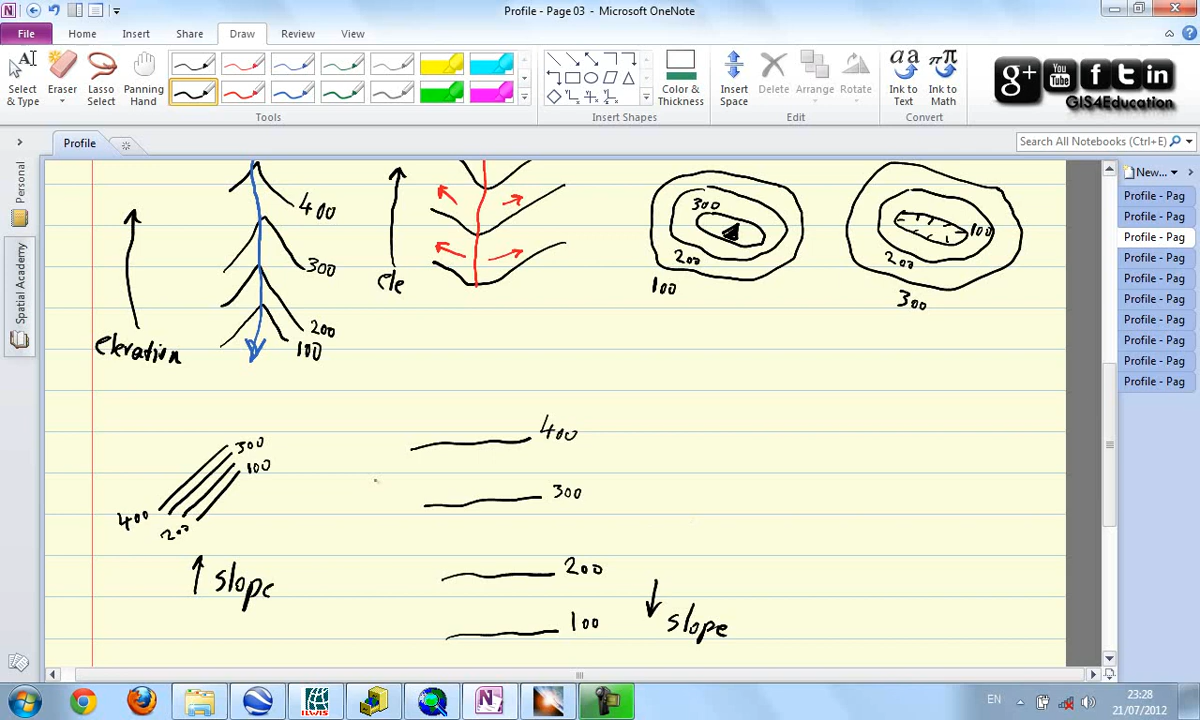 Profile - Page 03 - Microsoft OneNote
File Home Insert Share Draw Review View
Select & Type
Eraser
Lasso Select
Panning Hand
Color & Thickness
Insert Space
Delete
Arrange
Rotate
Ink to Text
Ink to Math
Tools
Insert Shapes
Edit
Convert
g+ You Tube f t in
GIS4Education
Profile
Search All Notebooks (Ctrl+E)
Personal
Spatial Academy
New...
Profile - Pag
Profile - Pag
Profile - Pag
Profile - Pag
Profile - Pag
Profile - Pag
Profile - Pag
Profile - Pag
Profile - Pag
Profile - Pag
400
300
200
100
elevation
ele
300
200
100
100
200
300
300
100
400
200
↑ slope
400
300
200
100
↓ slope
ILWIS
EN
23:28
21/07/2012